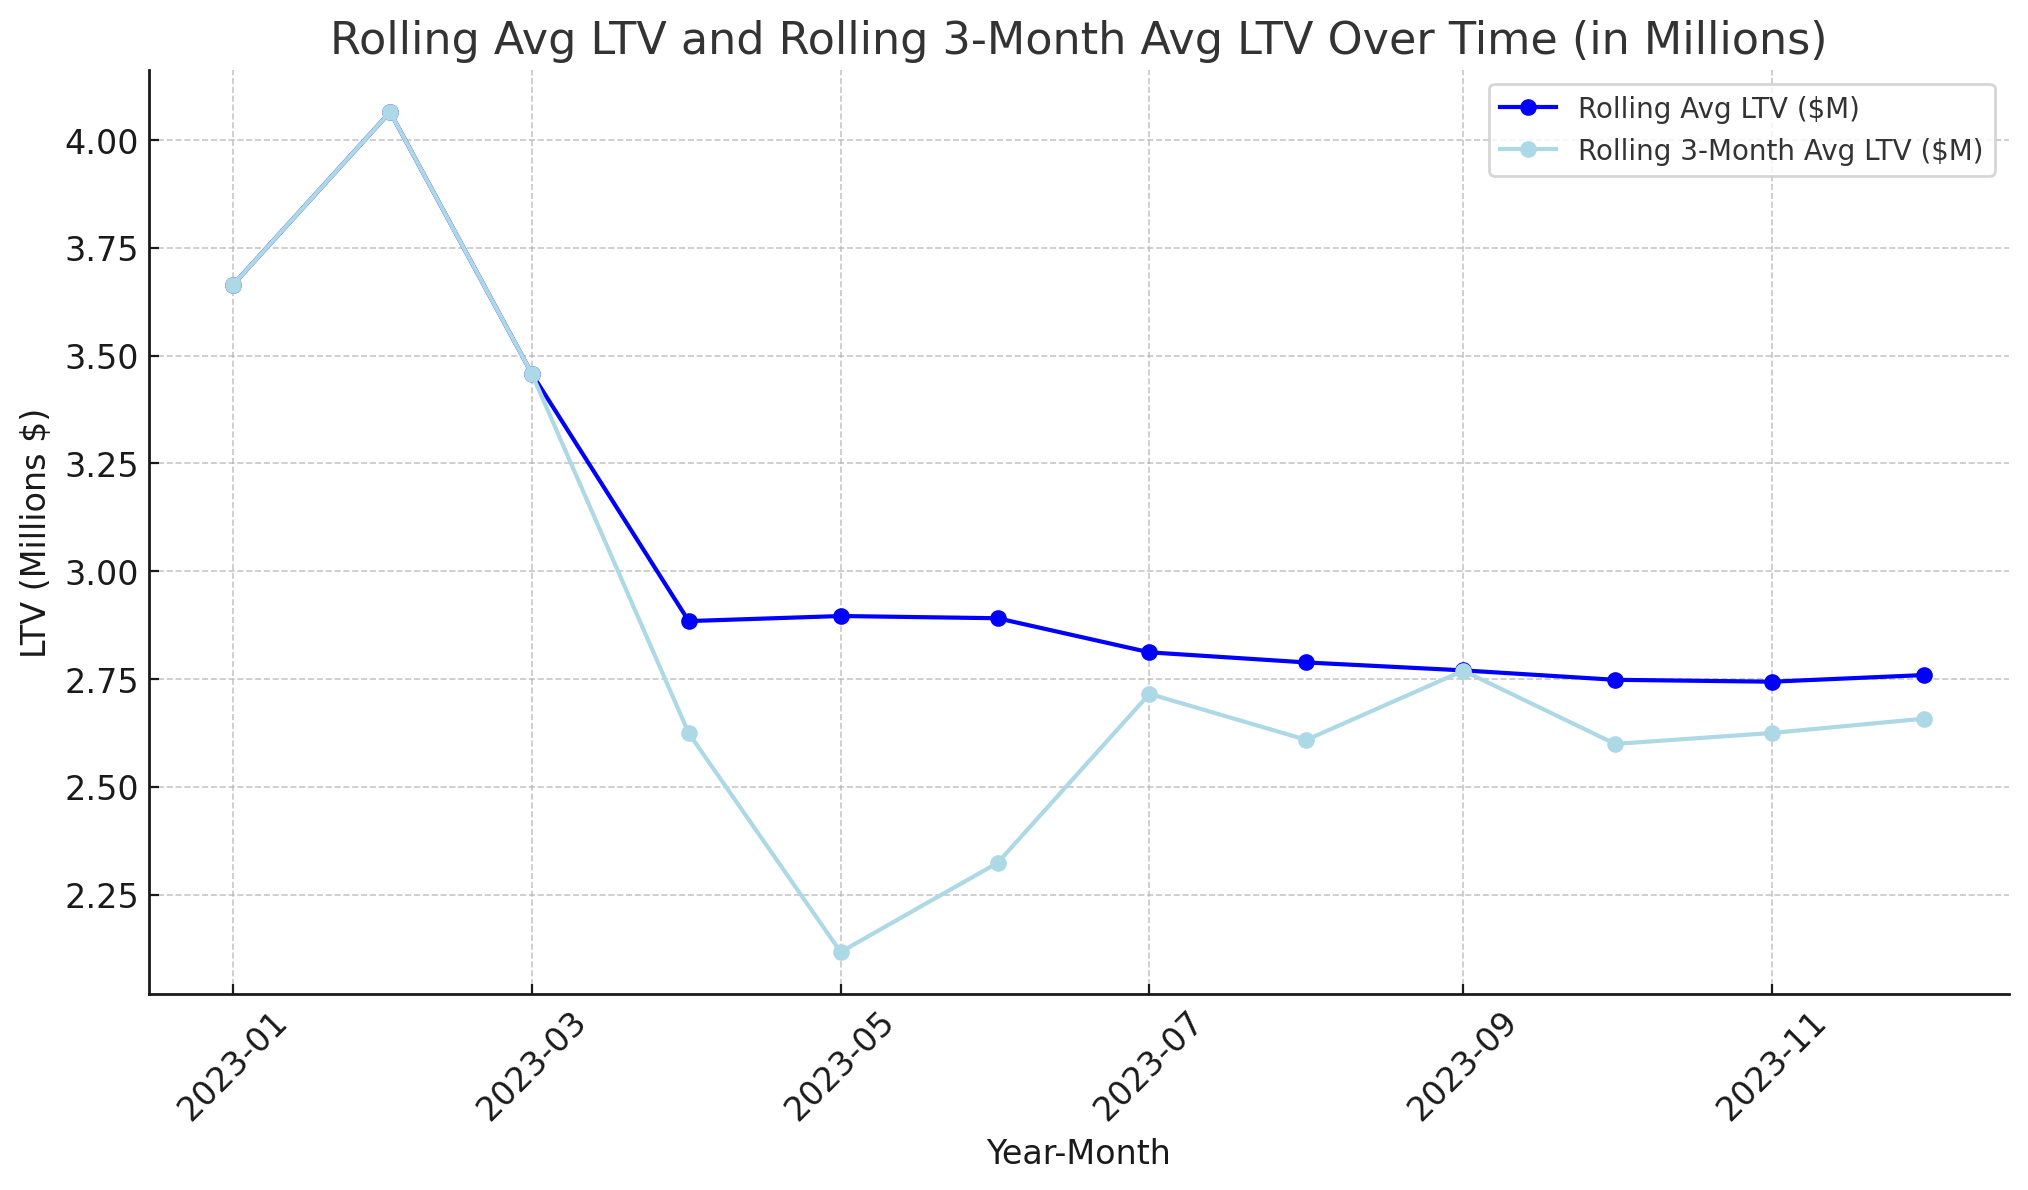 Rolling Avg LTV and Rolling 3-Month Avg LTV Over Time (in Millions)
Rolling Avg LTV ($M)
Rolling 3-Month Avg LTV ($M)
LTV (Millions $)
4.00
3.75
3.50
3.25
3.00
2.75
2.50
2.25
2023-01
2023-03
2023-05
2023-07
2023-09
2023-11
Year-Month